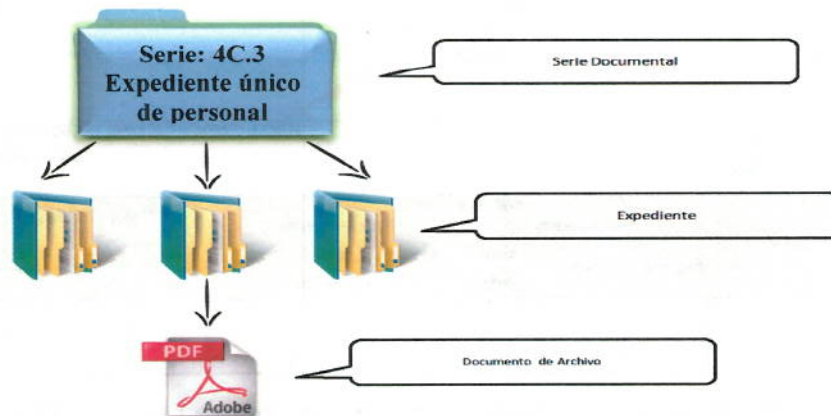 Serie: 4C.3
Expediente único
de personal
Serie Documental
Expediente
PDF
Adobe
Documento de Archivo